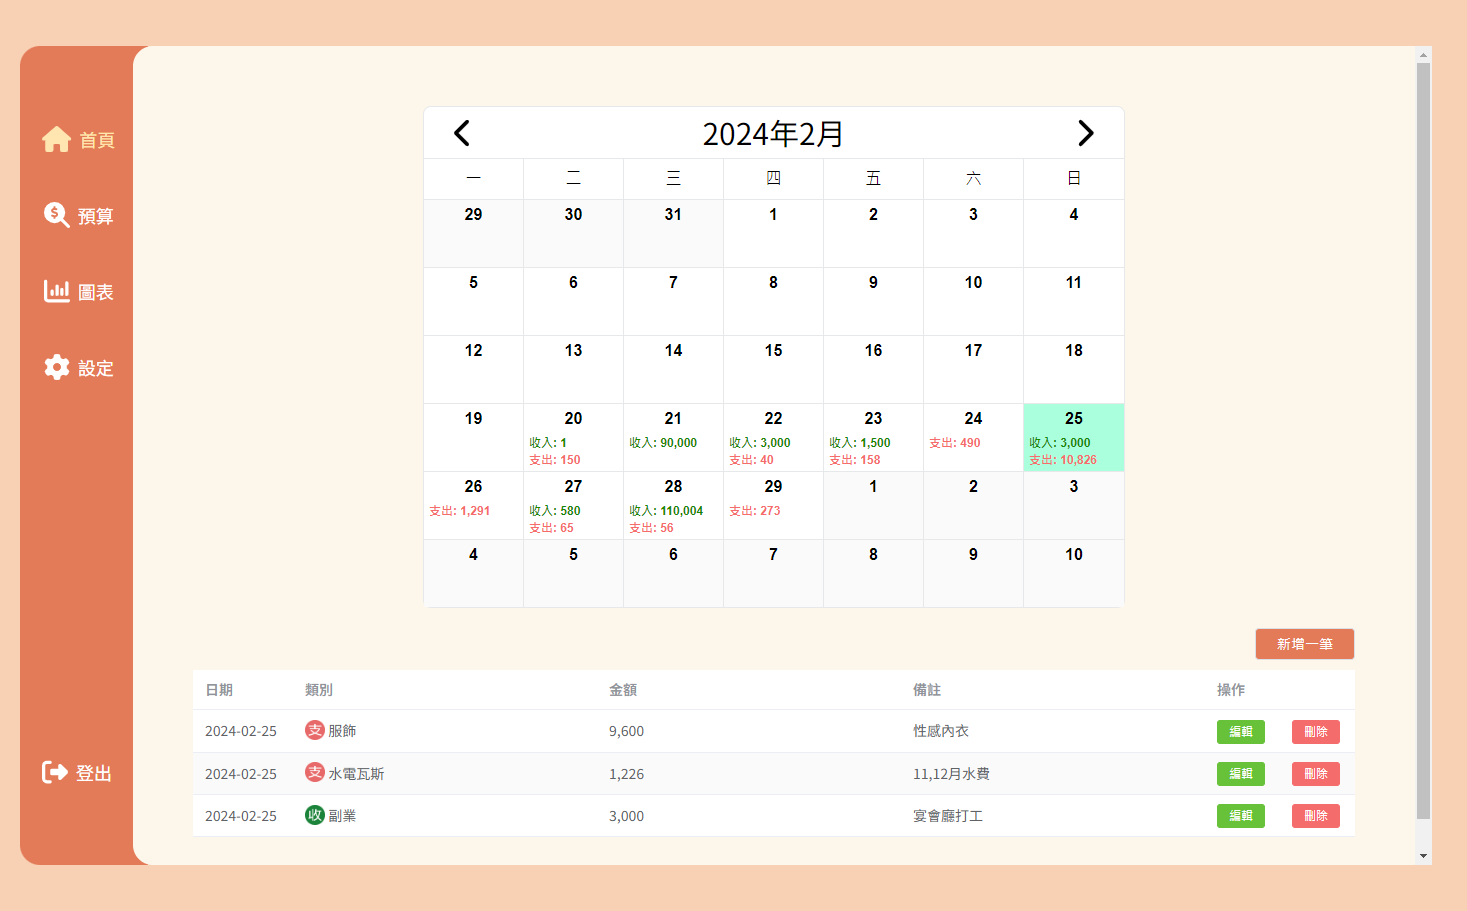 首頁
預算
圖表
設定
登出
2024年2月
一 二 三 四 五 六 日
29 30 31 1 2 3 4
5 6 7 8 9 10 11
12 13 14 15 16 17 18
19 20 21 22 23 24 25
收入: 1 收入: 90,000 收入: 3,000 收入: 1,500 支出: 490 收入: 3,000
支出: 150 支出: 40 支出: 158 支出: 10,826
26 27 28 29 1 2 3
支出: 1,291 收入: 580 收入: 110,004 支出: 273
支出: 65 支出: 56
4 5 6 7 8 9 10
新增一筆
日期 類別 金額 備註 操作
2024-02-25 支 服飾 9,600 性感內衣 編輯 刪除
2024-02-25 支 水電瓦斯 1,226 11,12月水費 編輯 刪除
2024-02-25 收 副業 3,000 宴會廳打工 編輯 刪除